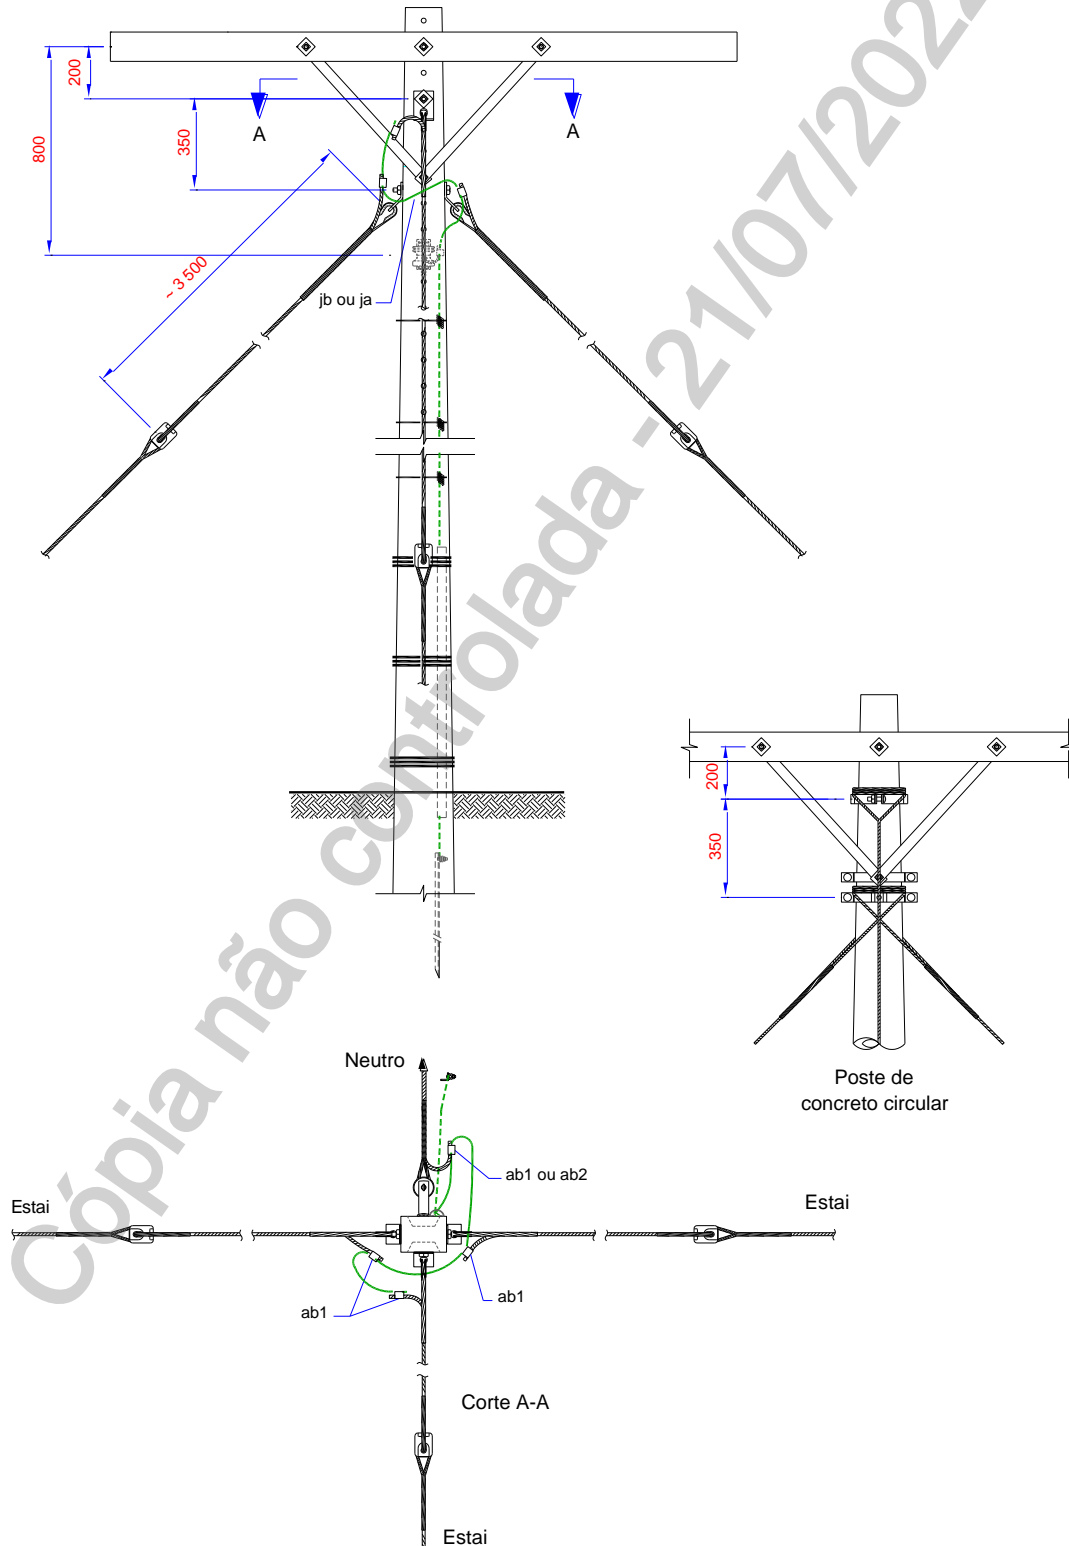 200
800
350
A
A
~ 3 500
jb ou ja
200
350
Poste de
concreto circular
Neutro
ab1 ou ab2
Estai
Estai
ab1
ab1
Corte A-A
Estai
Cópia não controlada - 21/07/202